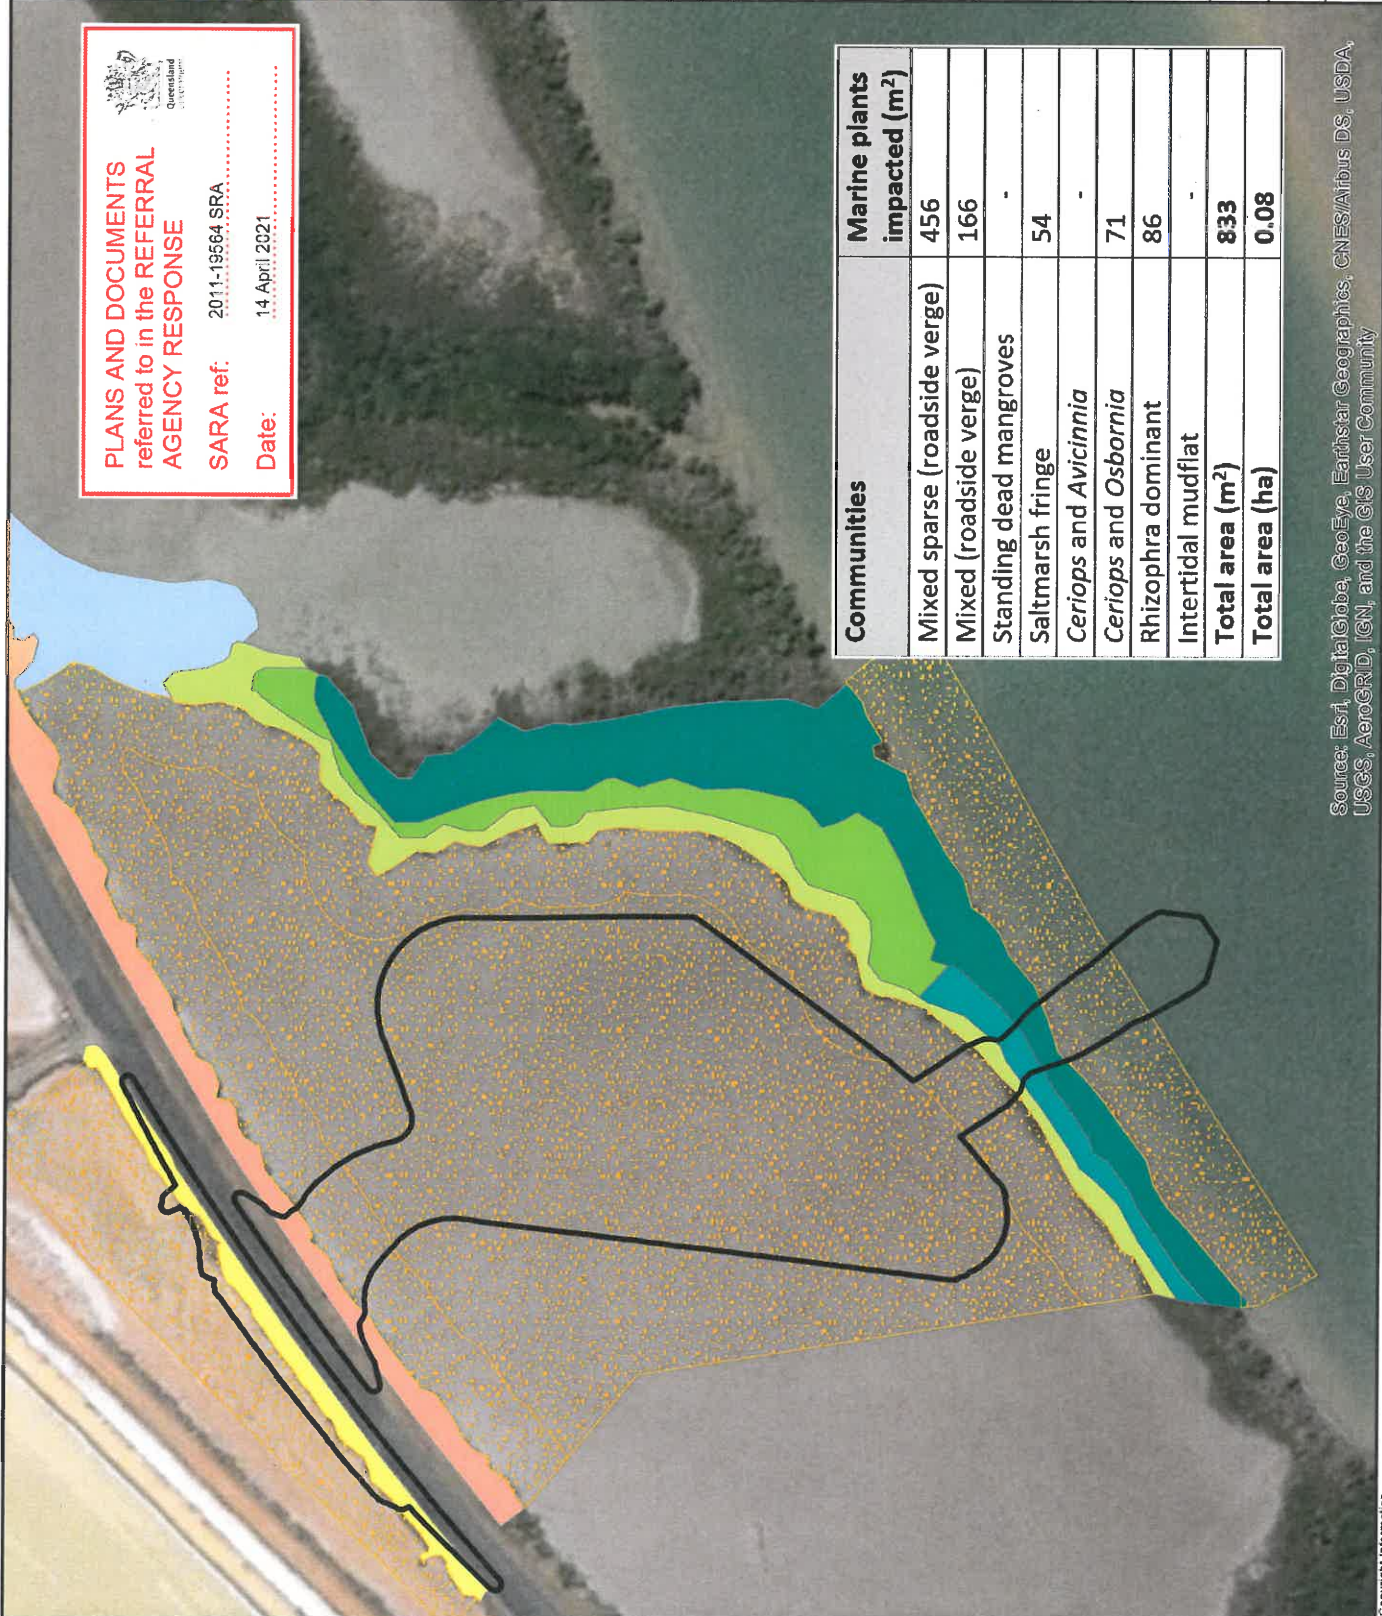 PLANS AND DOCUMENTS
referred to in the REFERRAL
AGENCY RESPONSE
Queensland
SARA ref: 2011-19564 SRA
Date: 14 April 2021
Communities Marine plants impacted (m²)
Mixed sparse (roadside verge) 456
Mixed (roadside verge) 166
Standing dead mangroves -
Saltmarsh fringe 54
Ceriops and Avicinnia -
Ceriops and Osbornia 71
Rhizophra dominant 86
Intertidal mudflat -
Total area (m²) 833
Total area (ha) 0.08
Source: Esri, DigitalGlobe, GeoEye, Earthstar Geographics, CNES/Airbus DS, USDA,
USGS, AeroGRID, IGN, and the GIS User Community